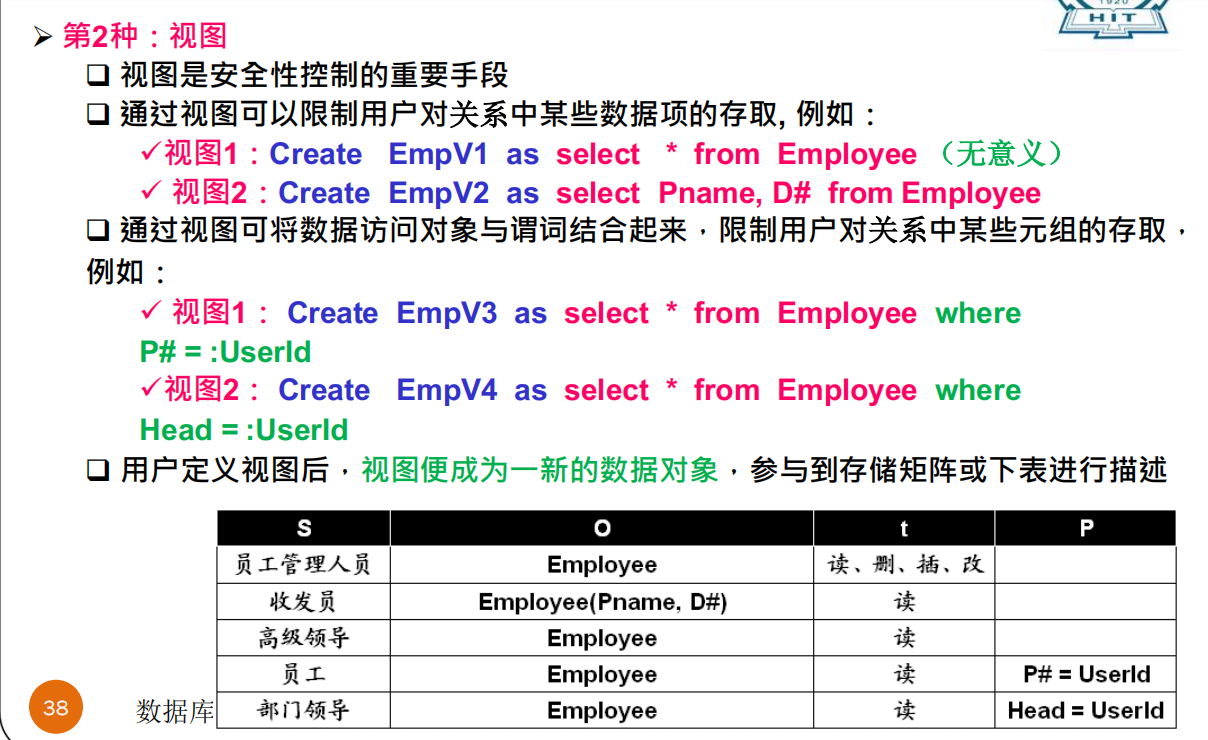 1920
HIT
➢ 第2种：视图
❑ 视图是安全性控制的重要手段
❑ 通过视图可以限制用户对关系中某些数据项的存取, 例如：
✓视图1：Create EmpV1 as select * from Employee （无意义）
✓ 视图2：Create EmpV2 as select Pname, D# from Employee
❑ 通过视图可将数据访问对象与谓词结合起来，限制用户对关系中某些元组的存取，
例如：
✓ 视图1： Create EmpV3 as select * from Employee where
P# = :UserId
✓视图2： Create EmpV4 as select * from Employee where
Head = :UserId
❑ 用户定义视图后，视图便成为一新的数据对象，参与到存储矩阵或下表进行描述
S O t P
员工管理人员 Employee 读、删、插、改
收发员 Employee(Pname, D#) 读
高级领导 Employee 读
员工 Employee 读 P# = UserId
部门领导 Employee 读 Head = UserId
38 数据库